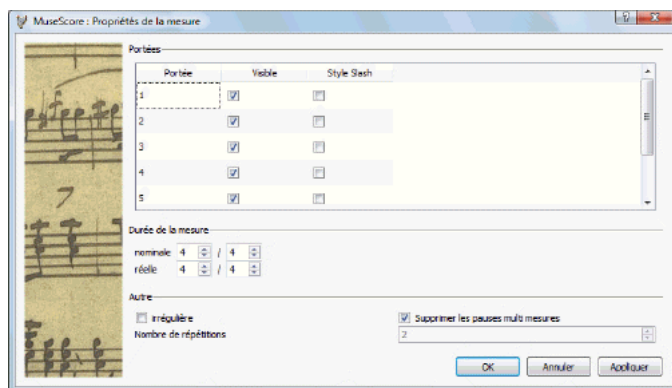 MuseScore : Propriétés de la mesure
Portées
Portée Visible Style Slash
1
2
3
4
5
Durée de la mesure
nominale 4 / 4
réelle 4 / 4
Autre
irrégulière Supprimer les pauses multi mesures
Nombre de répétitions 2
OK Annuler Appliquer